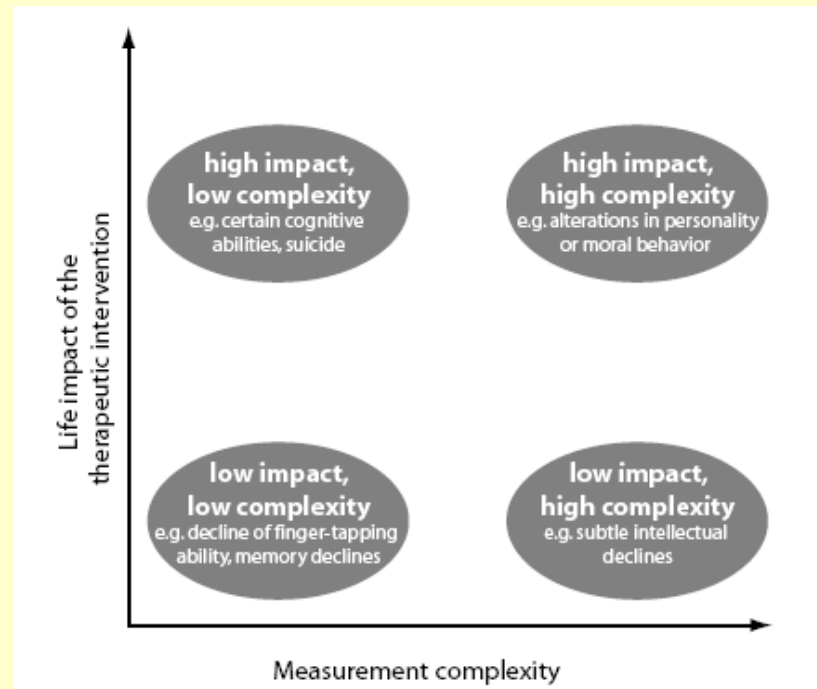 Life impact of the
therapeutic intervention
high impact,
low complexity
e.g. certain cognitive
abilities, suicide
high impact,
high complexity
e.g. alterations in personality
or moral behavior
low impact,
low complexity
e.g. decline of finger-tapping
ability, memory declines
low impact,
high complexity
e.g. subtle intellectual
declines
Measurement complexity